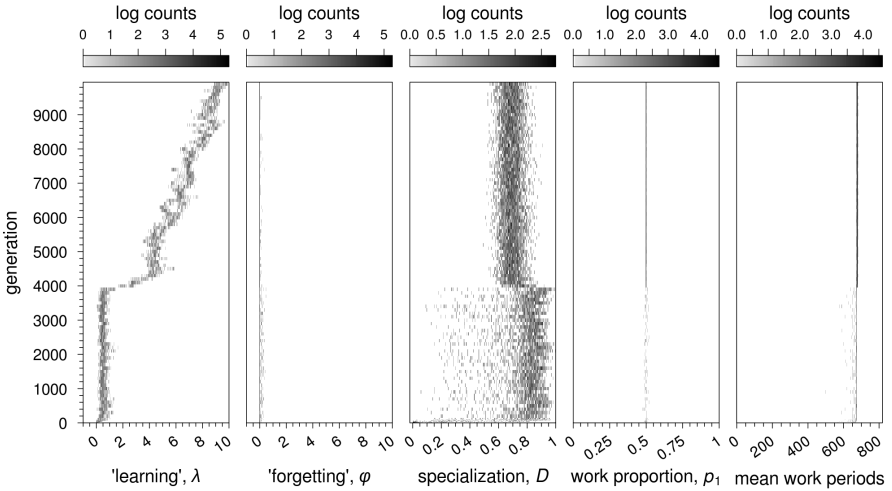 log counts log counts log counts log counts log counts
0 1 2 3 4 5 0 1 2 3 4 5 0.0 1.0 2.0 2.5 0.0 1.0 2.0 3.0 4.0 0.0 1.0 2.0 3.0 4.0
9000
8000
7000
6000
5000
4000
3000
2000
1000
0
generation
0 2 4 6 8 10 0 2 4 6 8 10 0 0.2 0.4 0.6 0.8 1 0 0.25 0.5 0.75 1 0 200 400 600 800
'learning', λ 'forgetting', φ specialization, D work proportion, p₁ mean work periods